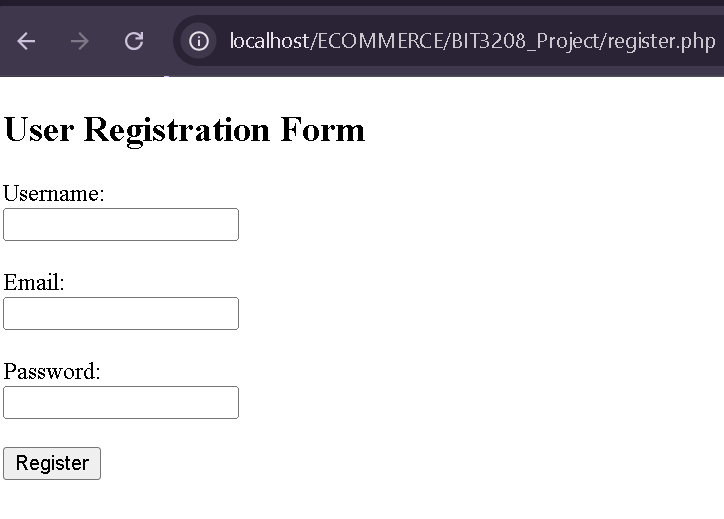 localhost/ECOMMERCE/BIT3208_Project/register.php
User Registration Form
Username:
Email:
Password:
Register